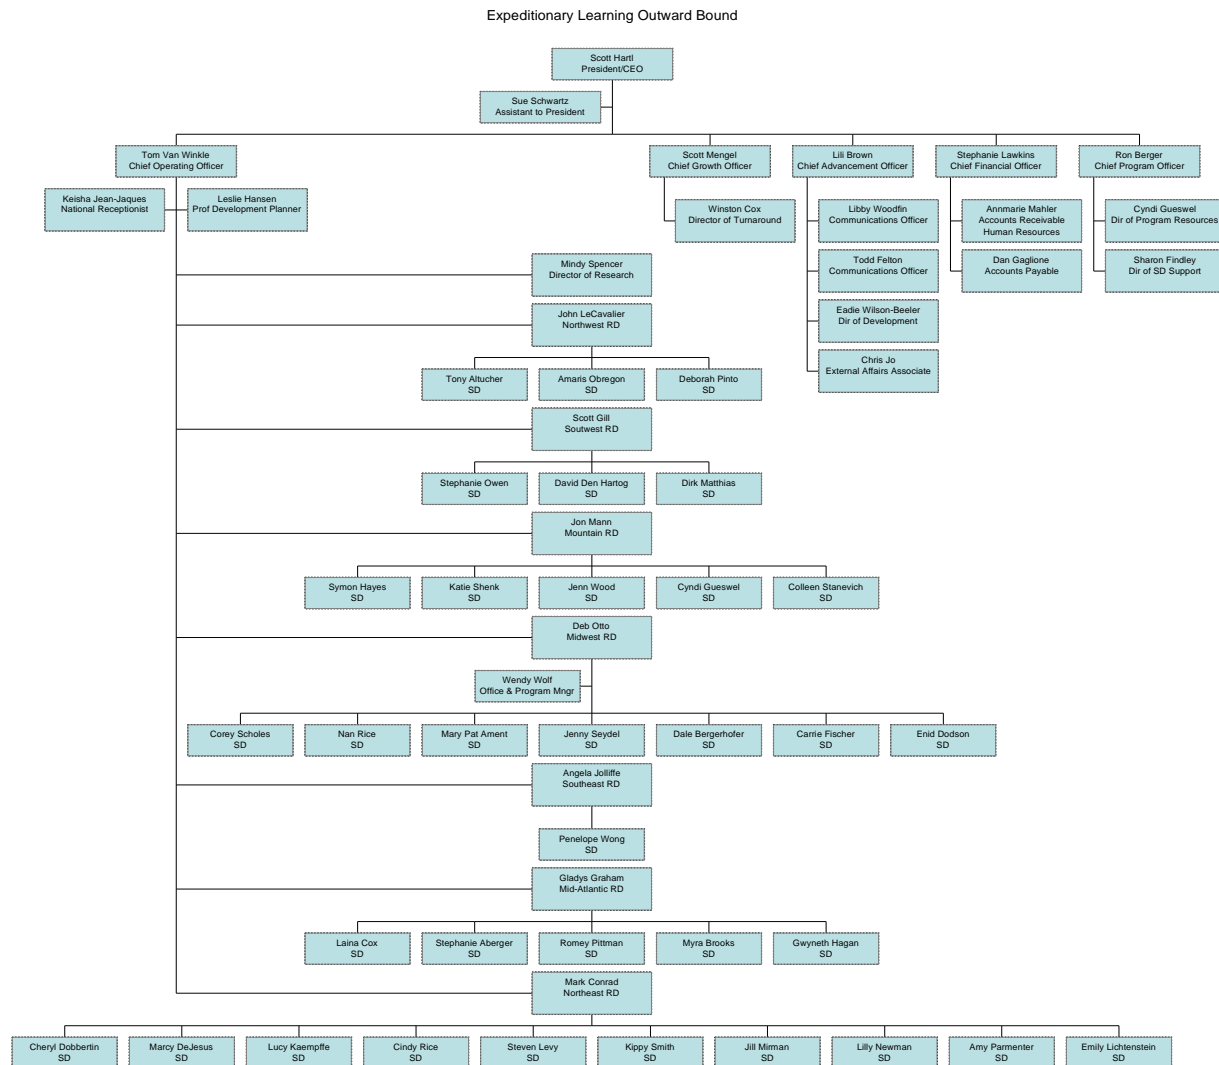 Expeditionary Learning Outward Bound
Scott Hartl
President/CEO
Sue Schwartz
Assistant to President
Tom Van Winkle
Chief Operating Officer
Scott Mengel
Chief Growth Officer
Lili Brown
Chief Advancement Officer
Stephanie Lawkins
Chief Financial Officer
Ron Berger
Chief Program Officer
Keisha Jean-Jaques
National Receptionist
Leslie Hansen
Prof Development Planner
Winston Cox
Director of Turnaround
Libby Woodfin
Communications Officer
Annmarie Mahler
Accounts Receivable
Human Resources
Cyndi Gueswel
Dir of Program Resources
Mindy Spencer
Director of Research
Todd Felton
Communications Officer
Dan Gaglione
Accounts Payable
Sharon Findley
Dir of SD Support
John LeCavalier
Northwest RD
Eadie Wilson-Beeler
Dir of Development
Chris Jo
External Affairs Associate
Tony Altucher
SD
Amaris Obregon
SD
Deborah Pinto
SD
Scott Gill
Soutwest RD
Stephanie Owen
SD
David Den Hartog
SD
Dirk Matthias
SD
Jon Mann
Mountain RD
Symon Hayes
SD
Katie Shenk
SD
Jenn Wood
SD
Cyndi Gueswel
SD
Colleen Stanevich
SD
Deb Otto
Midwest RD
Wendy Wolf
Office & Program Mngr
Corey Scholes
SD
Nan Rice
SD
Mary Pat Ament
SD
Jenny Seydel
SD
Dale Bergerhofer
SD
Carrie Fischer
SD
Enid Dodson
SD
Angela Jolliffe
Southeast RD
Penelope Wong
SD
Gladys Graham
Mid-Atlantic RD
Laina Cox
SD
Stephanie Aberger
SD
Romey Pittman
SD
Myra Brooks
SD
Gwyneth Hagan
SD
Mark Conrad
Northeast RD
Cheryl Dobbertin
SD
Marcy DeJesus
SD
Lucy Kaempffe
SD
Cindy Rice
SD
Steven Levy
SD
Kippy Smith
SD
Jill Mirman
SD
Lilly Newman
SD
Amy Parmenter
SD
Emily Lichtenstein
SD